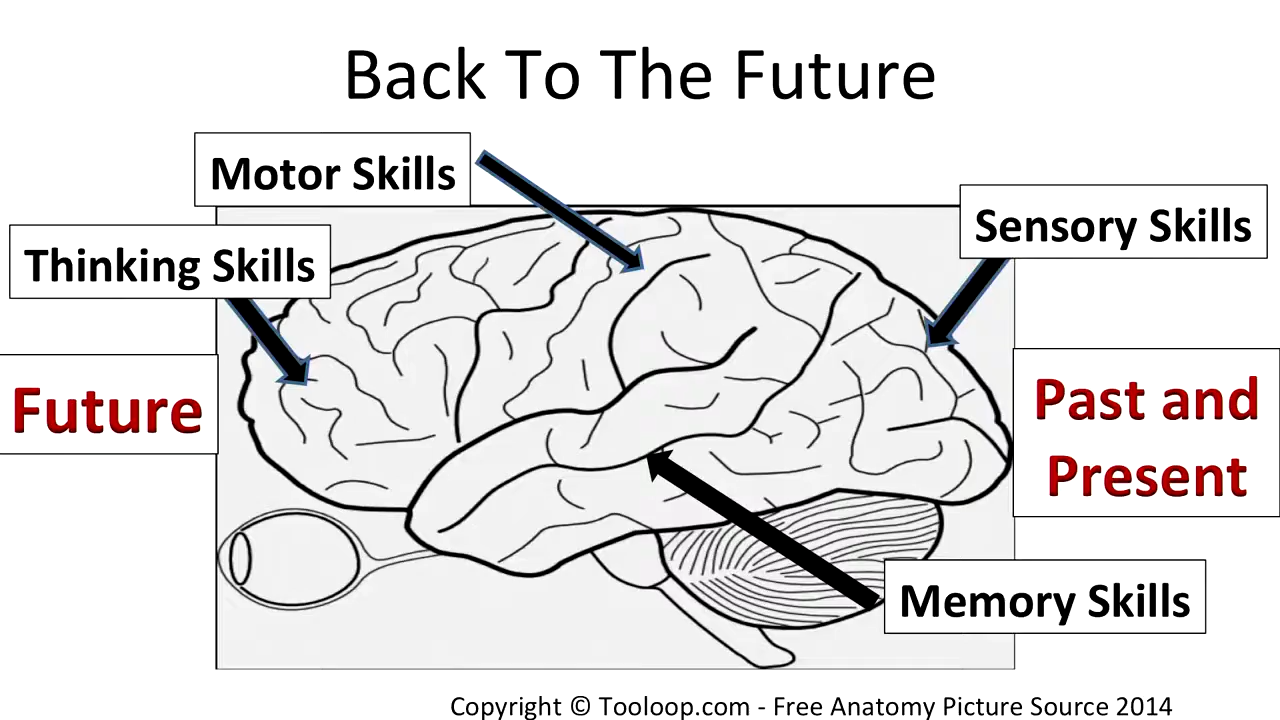 Back To The Future
Motor Skills
Sensory Skills
Thinking Skills
Future
Past and
Present
Memory Skills
Copyright © Tooloop.com - Free Anatomy Picture Source 2014